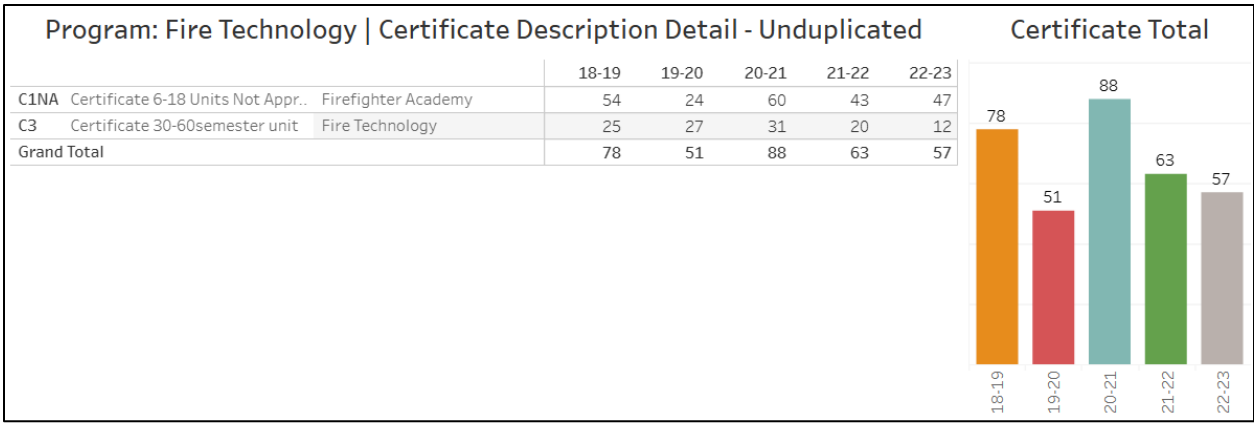 Program: Fire Technology | Certificate Description Detail - Unduplicated
18-19 19-20 20-21 21-22 22-23
C1NA Certificate 6-18 Units Not Appr.. Firefighter Academy 54 24 60 43 47
C3 Certificate 30-60semester unit Fire Technology 25 27 31 20 12
Grand Total 78 51 88 63 57
Certificate Total
78
51
88
63
57
18-19
19-20
20-21
21-22
22-23